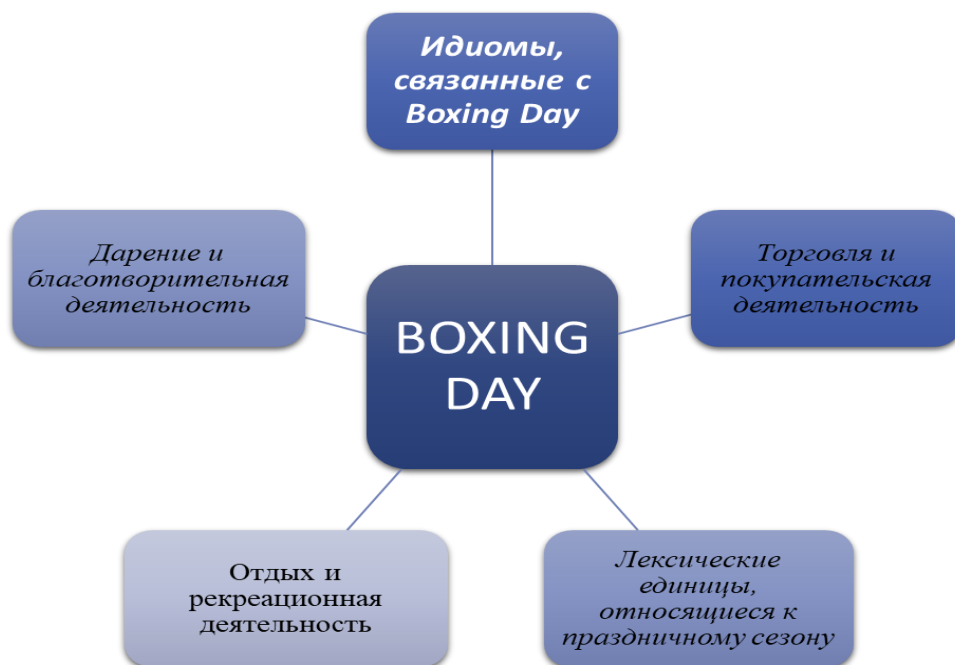 Идиомы,
связанные с
Boxing Day
Дарение и
благотворительная
деятельность
Торговля и
покупательская
деятельность
BOXING
DAY
Отдых и
рекреационная
деятельность
Лексические
единицы,
относящиеся к
праздничному сезону